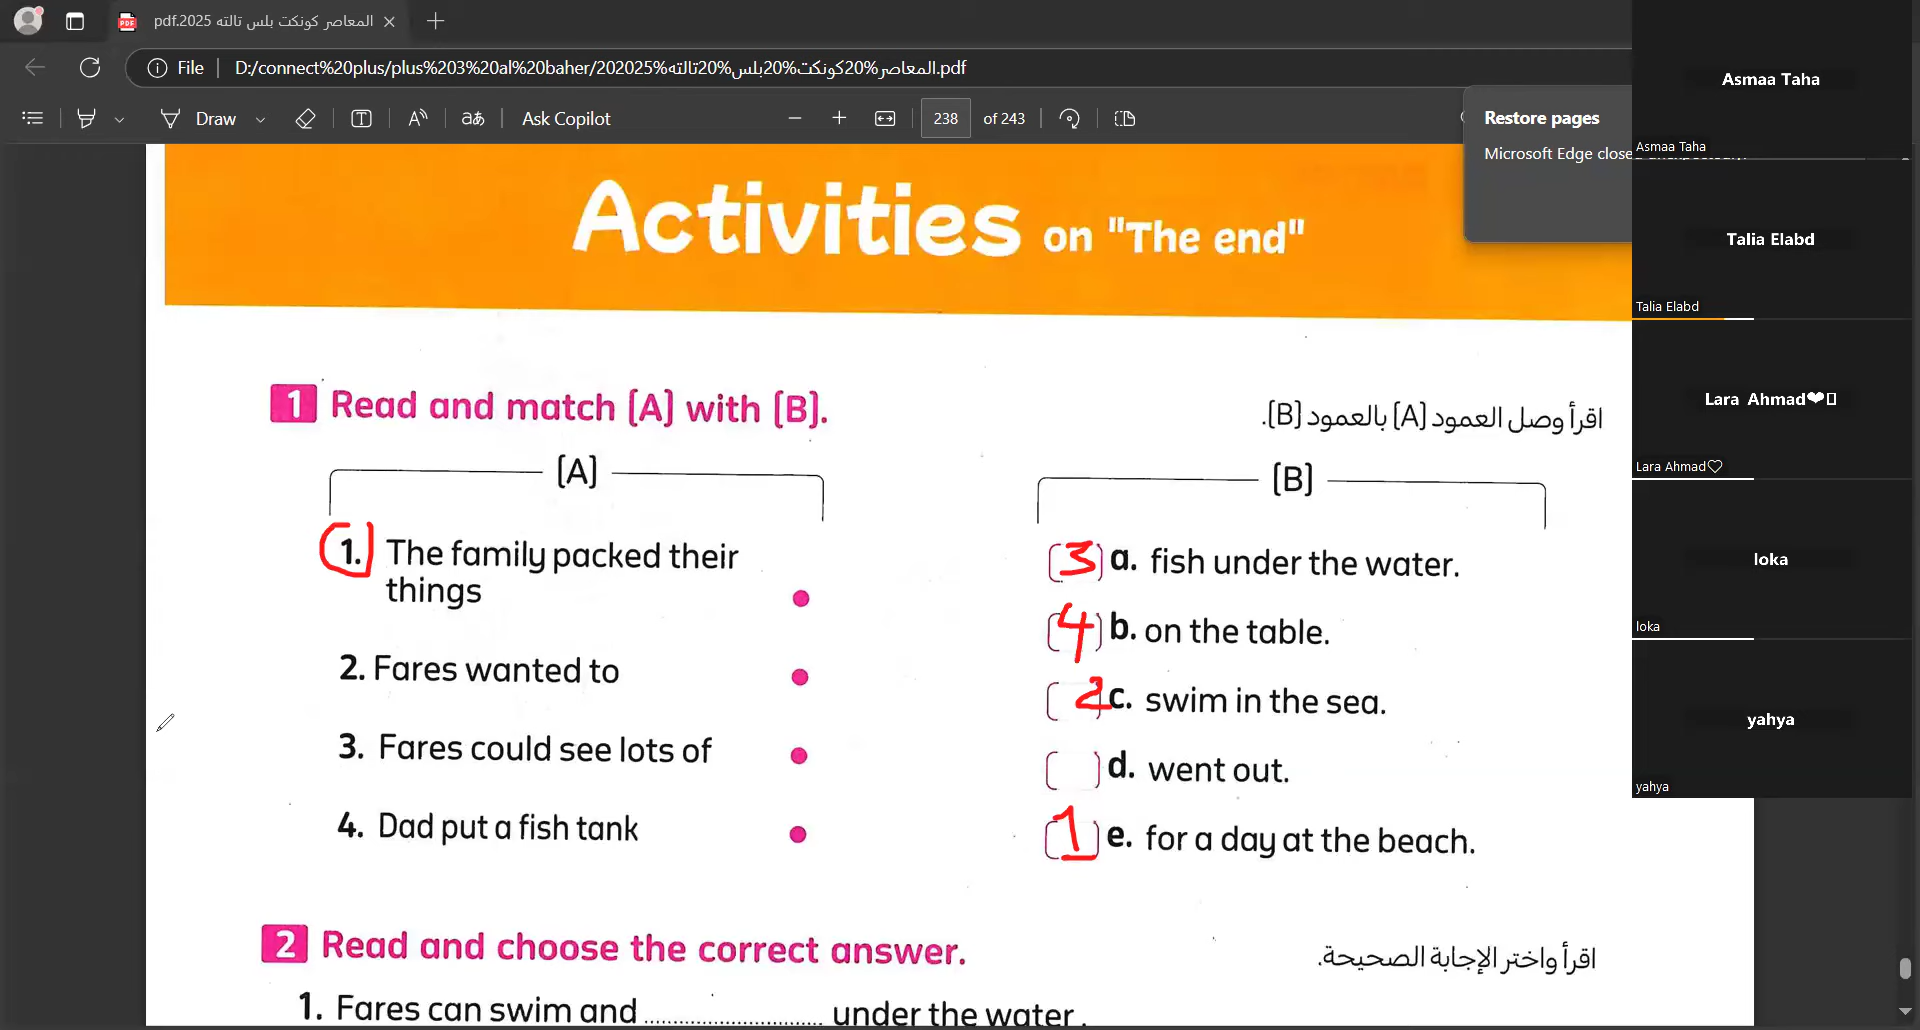 المعاصر كونكت بلس تالته 2025.pdf
File D:/connect%20plus/plus%203%20al%20baher/202025%المعاصر%20كونكت%20بلس%20تالته.pdf
Draw
Ask Copilot
238 of 243
Restore pages
Microsoft Edge close
Activities on "The end"
1 Read and match [A] with [B].
اقرأ وصل العمود [A] بالعمود [B].
[A]
1. The family packed their
things
2. Fares wanted to
3. Fares could see lots of
4. Dad put a fish tank
[B]
[3] a. fish under the water.
[4] b. on the table.
[2] c. swim in the sea.
[ ] d. went out.
[1] e. for a day at the beach.
2 Read and choose the correct answer.
اقرأ واختر الإجابة الصحيحة.
1. Fares can swim and .............................. under the water.
Asmaa Taha
Asmaa Taha
Talia Elabd
Talia Elabd
Lara Ahmad❤
Lara Ahmad♡
loka
loka
yahya
yahya